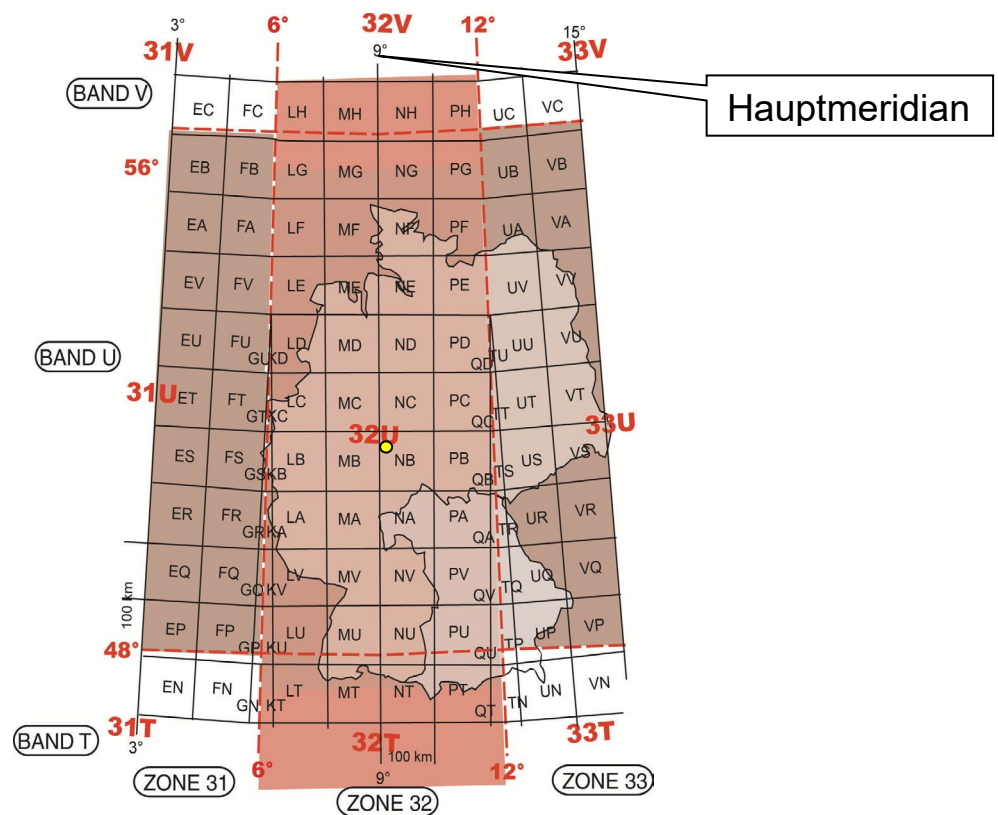 3° 6° 32V 12° 15°
31V 9° 33V
BAND V
Hauptmeridian
EC FC LH MH NH PH UC VC
56° EB FB LG MG NG PG UB VB
EA FA LF MF NF PF UA VA
EV FV LE ME NE PE UV VV
EU FU GU KD LD MD ND PD QD TU UU VU
BAND U
31U ET FT GT KC LC MC NC PC QC TT UT VT
32U 33U
ES FS GS KB LB MB NB PB QB TS US VS
ER FR GR KA LA MA NA PA QA TR UR VR
EQ FQ GQ KV LV MV NV PV QV TQ UQ VQ
100 km
EP FP GP KU LU MU NU PU QU TP UP VP
48°
EN FN GN KT LT MT NT PT QT TN UN VN
31T 32T 33T
BAND T
3° 100 km
6° 9° 12°
ZONE 31 ZONE 32 ZONE 33